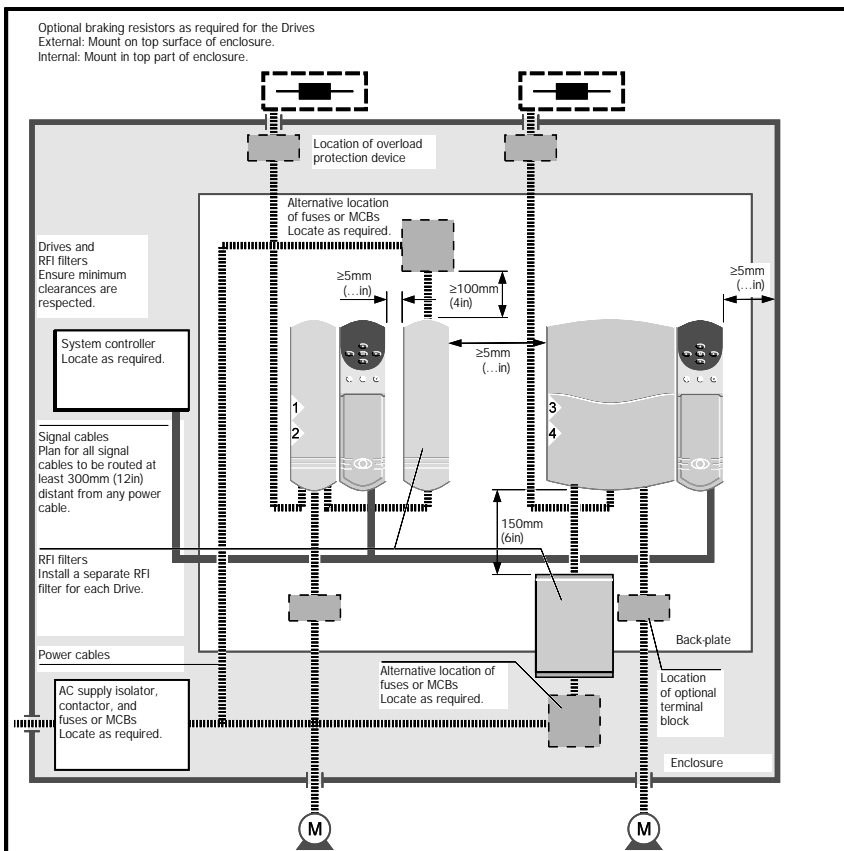 Optional braking resistors as required for the Drives
External: Mount on top surface of enclosure.
Internal: Mount in top part of enclosure.
Location of overload
protection device
Alternative location
of fuses or MCBs
Locate as required.
Drives and
RFI filters
Ensure minimum
clearances are
respected.
≥5mm
(…in)
≥100mm
(4in)
≥5mm
(…in)
≥5mm
(…in)
System controller
Locate as required.
1
2
3
4
Signal cables
Plan for all signal
cables to be routed at
least 300mm (12in)
distant from any power
cable.
150mm
(6in)
RFI filters
Install a separate RFI
filter for each Drive.
Back-plate
Power cables
Alternative location of
fuses or MCBs
Locate as required.
Location
of optional
terminal
block
AC supply isolator,
contactor, and
fuses or MCBs
Locate as required.
Enclosure
M
M